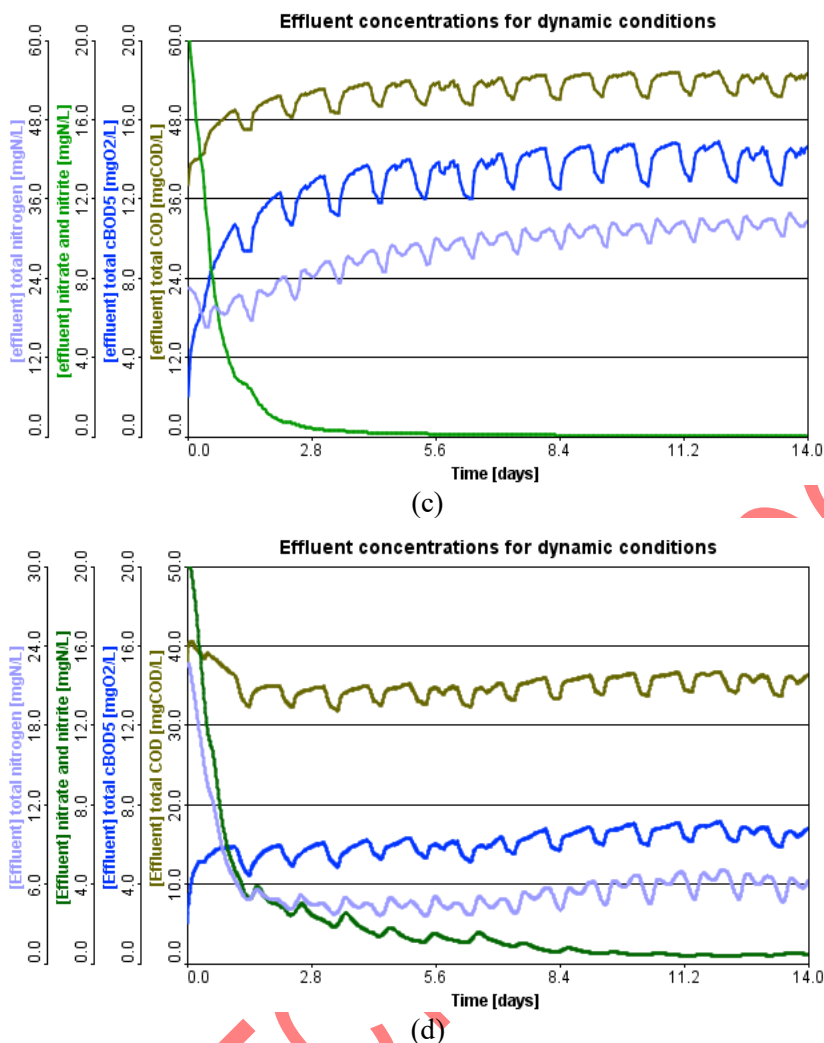 Effluent concentrations for dynamic conditions
[effluent] total nitrogen [mgN/L]
0.0 12.0 24.0 36.0 48.0 60.0
[effluent] nitrate and nitrite [mgN/L]
0.0 4.0 8.0 12.0 16.0 20.0
[effluent] total cBOD5 [mgO2/L]
0.0 4.0 8.0 12.0 16.0 20.0
[effluent] total COD [mgCOD/L]
0.0 12.0 24.0 36.0 48.0 60.0
0.0 2.8 5.6 8.4 11.2 14.0
Time [days]
(c)
Effluent concentrations for dynamic conditions
[Effluent] total nitrogen [mgN/L]
0.0 6.0 12.0 18.0 24.0 30.0
[Effluent] nitrate and nitrite [mgN/L]
0.0 4.0 8.0 12.0 16.0 20.0
[Effluent] total cBOD5 [mgO2/L]
0.0 4.0 8.0 12.0 16.0 20.0
[Effluent] total COD [mgCOD/L]
0.0 10.0 20.0 30.0 40.0 50.0
0.0 2.8 5.6 8.4 11.2 14.0
Time [days]
(d)